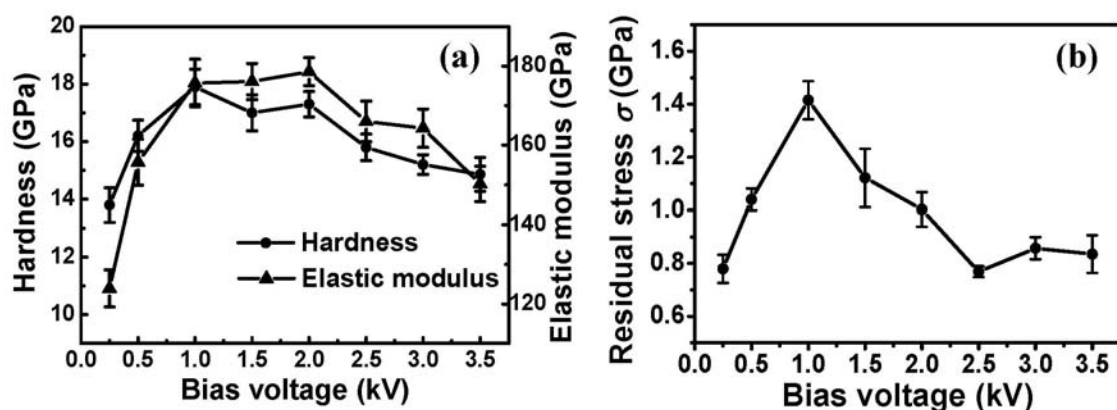 (a)
Hardness (GPa)
20
18
16
14
12
10
Elastic modulus (GPa)
180
160
140
120
Hardness
Elastic modulus
0.0 0.5 1.0 1.5 2.0 2.5 3.0 3.5
Bias voltage (kV)
(b)
Residual stress σ (GPa)
1.6
1.4
1.2
1.0
0.8
0.6
0.0 0.5 1.0 1.5 2.0 2.5 3.0 3.5
Bias voltage (kV)